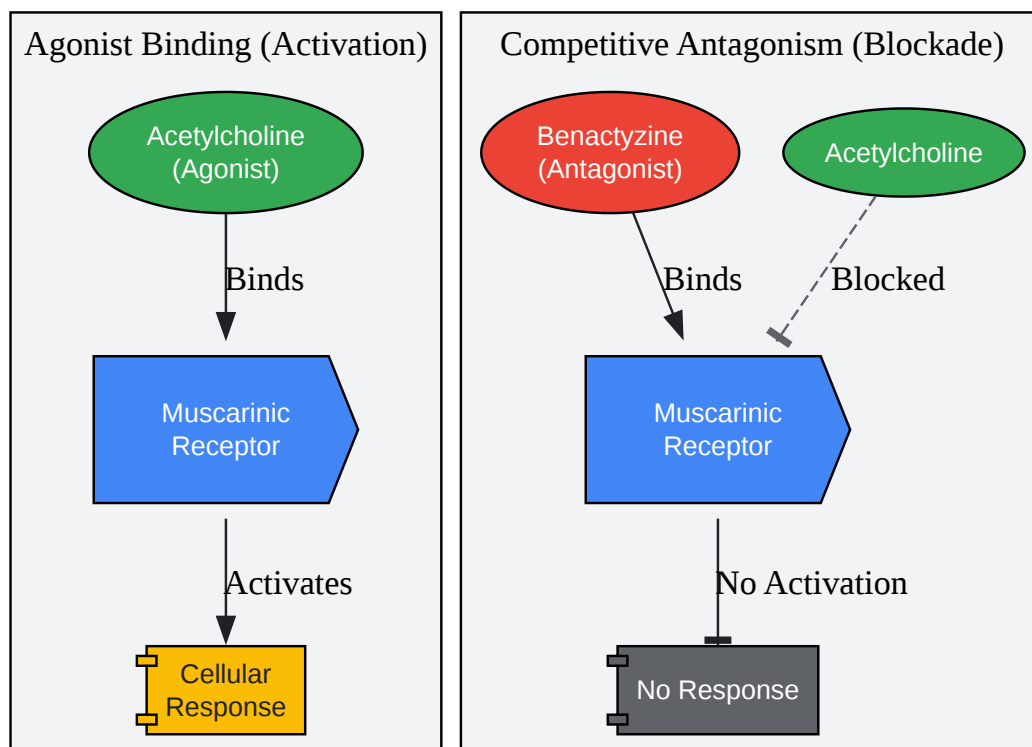 Agonist Binding (Activation)
Acetylcholine
(Agonist)
Binds
Muscarinic
Receptor
Activates
Cellular
Response
Competitive Antagonism (Blockade)
Benactyzine
(Antagonist)
Acetylcholine
Binds
Blocked
Muscarinic
Receptor
No Activation
No Response